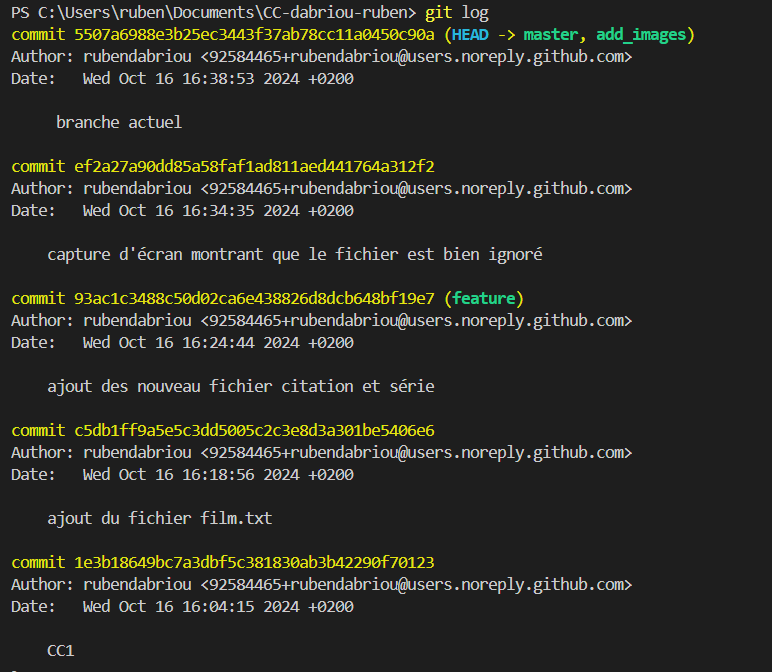 PS C:\Users\ruben\Documents\CC-dabriou-ruben> git log
commit 5507a6988e3b25ec3443f37ab78cc11a0450c90a (HEAD -> master, add_images)
Author: rubendabriou <92584465+rubendabriou@users.noreply.github.com>
Date:   Wed Oct 16 16:38:53 2024 +0200
branche actuel
commit ef2a27a90dd85a58faf1ad811aed441764a312f2
Author: rubendabriou <92584465+rubendabriou@users.noreply.github.com>
Date:   Wed Oct 16 16:34:35 2024 +0200
capture d'écran montrant que le fichier est bien ignoré
commit 93ac1c3488c50d02ca6e438826d8dcb648bf19e7 (feature)
Author: rubendabriou <92584465+rubendabriou@users.noreply.github.com>
Date:   Wed Oct 16 16:24:44 2024 +0200
ajout des nouveau fichier citation et série
commit c5db1ff9a5e5c3dd5005c2c3e8d3a301be5406e6
Author: rubendabriou <92584465+rubendabriou@users.noreply.github.com>
Date:   Wed Oct 16 16:18:56 2024 +0200
ajout du fichier film.txt
commit 1e3b18649bc7a3dbf5c381830ab3b42290f70123
Author: rubendabriou <92584465+rubendabriou@users.noreply.github.com>
Date:   Wed Oct 16 16:04:15 2024 +0200
CC1